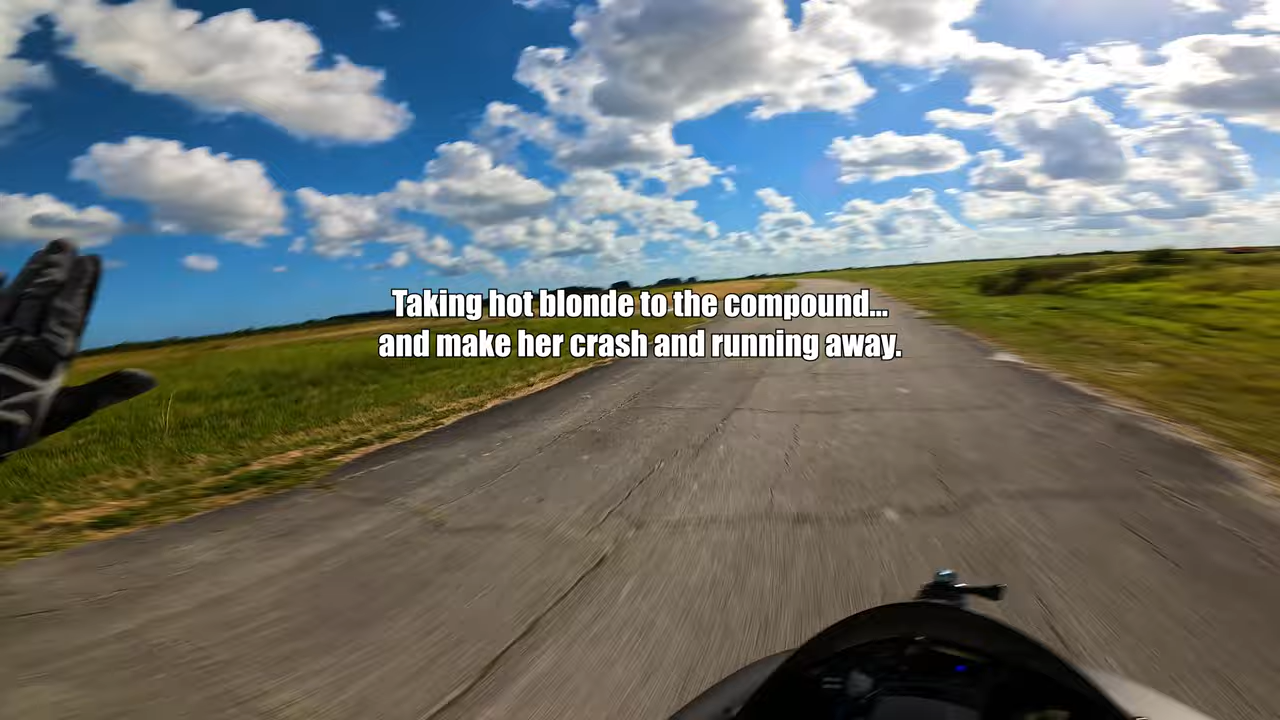 Taking hot blonde to the compound...
and make her crash and running away.